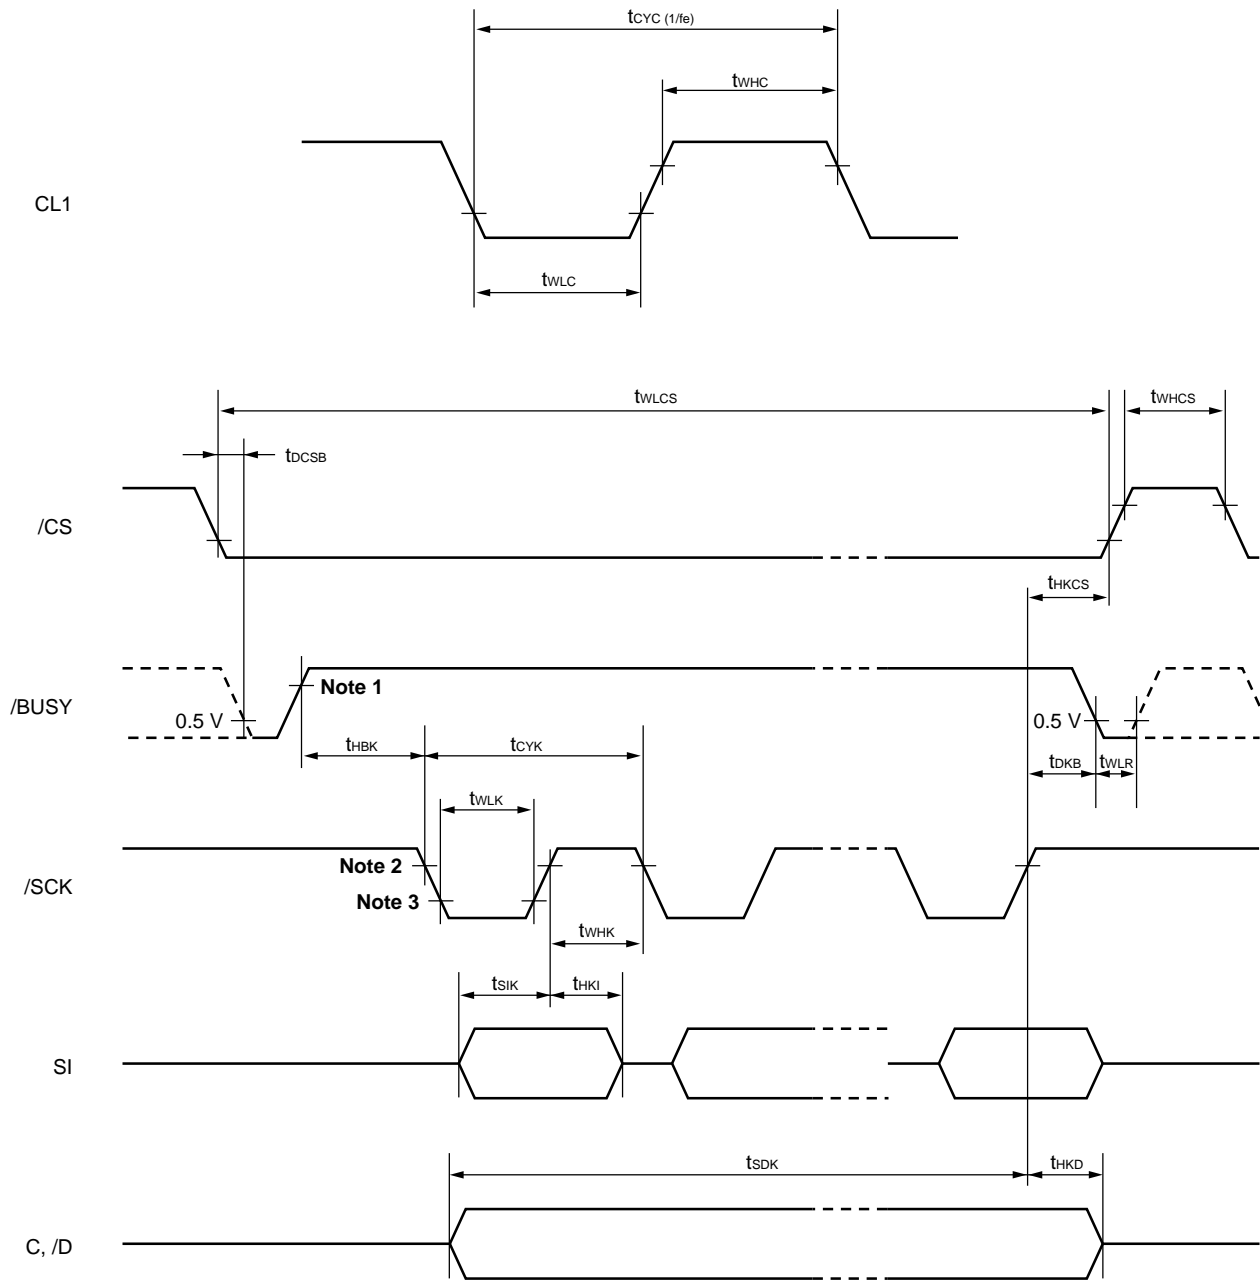 tCYC (1/fe)
tWHC
CL1
tWLC
tWLCS
tWHCS
tDCSB
/CS
tHKCS
Note 1
/BUSY
0.5 V
0.5 V
tHBK
tCYK
tDKB
tWLR
tWLK
Note 2
/SCK
Note 3
tWHK
tSIK
tHKI
SI
tSDK
tHKD
C, /D